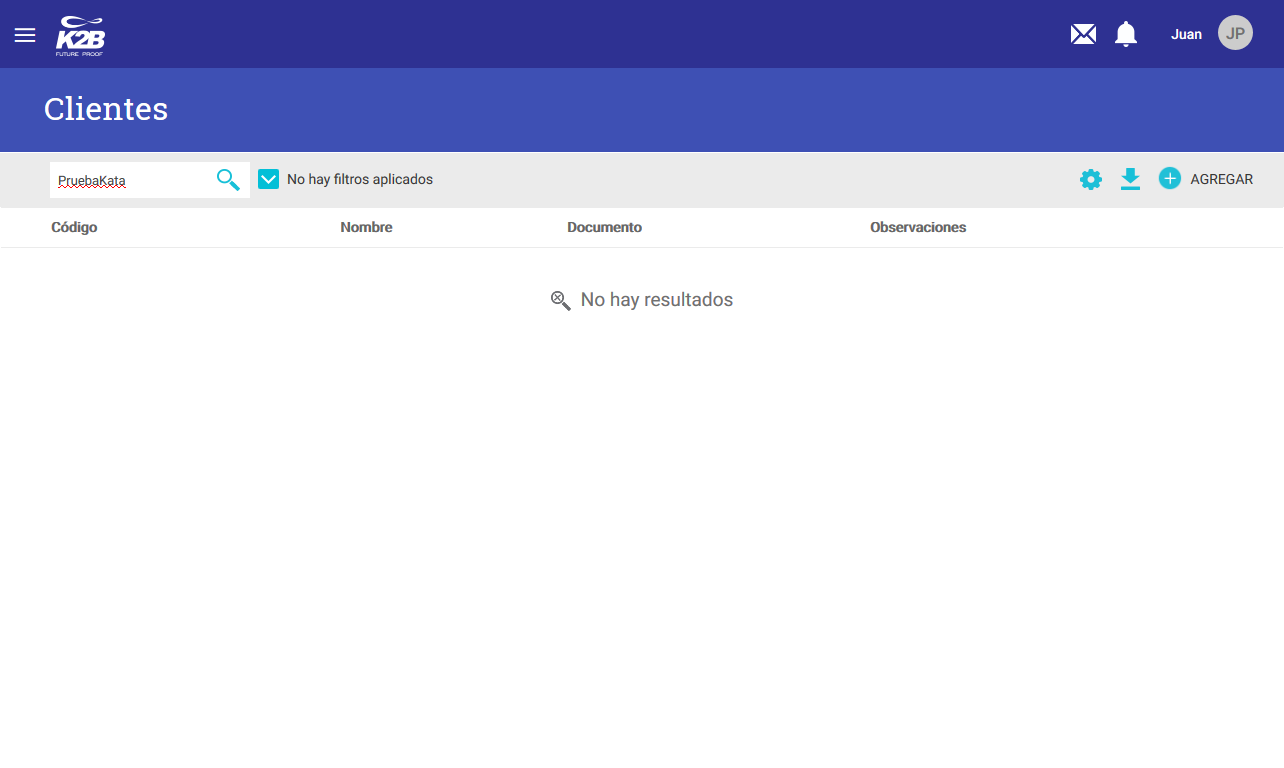 K2B
FUTURE PROOF
Juan
JP
Clientes
PruebaKata
No hay filtros aplicados
AGREGAR
Código Nombre Documento Observaciones
No hay resultados